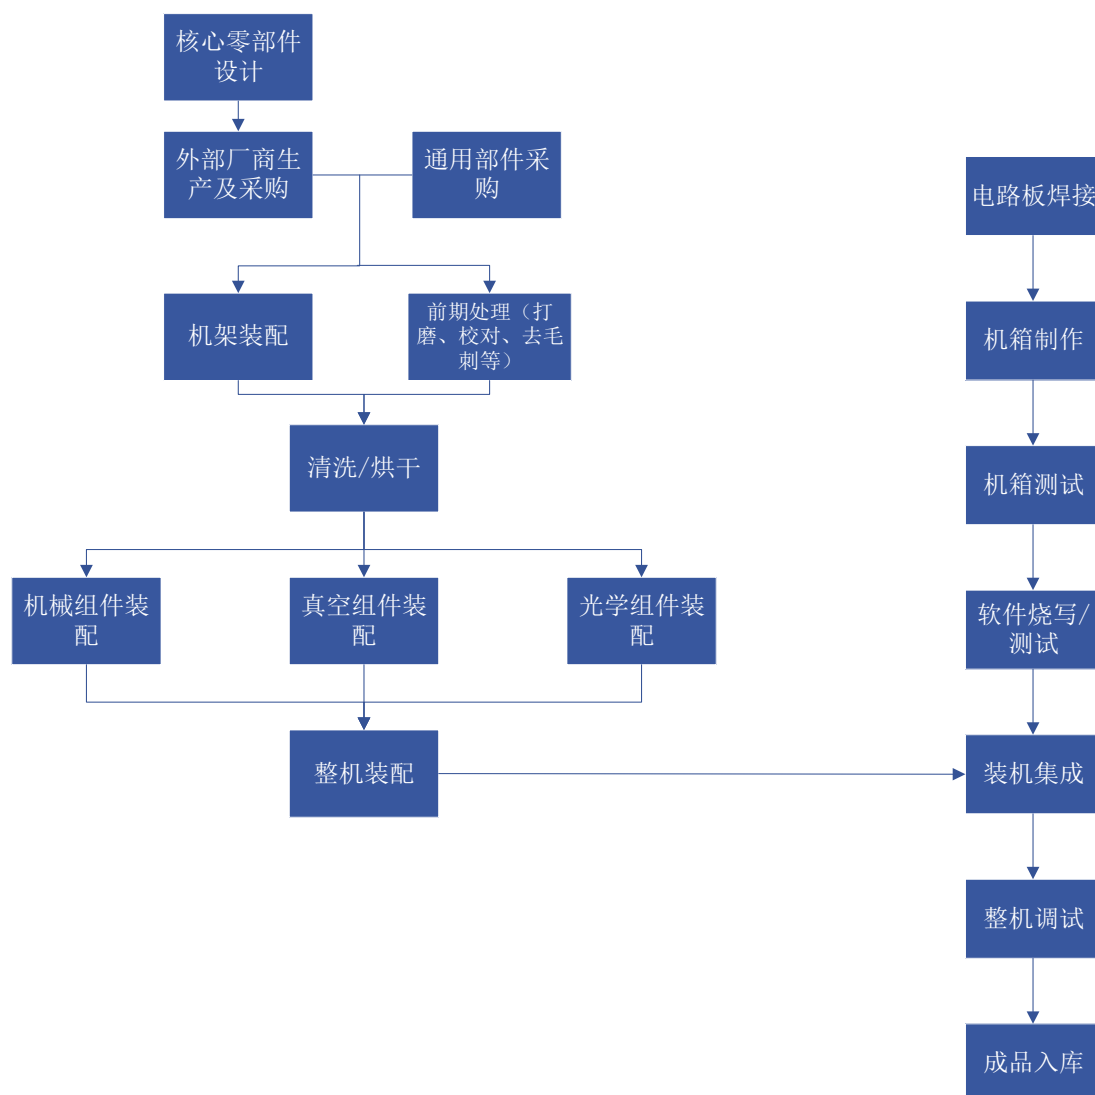 核心零部件
设计
外部厂商生
产及采购
通用部件采
购
机架装配
前期处理（打
磨、校对、去毛
刺等）
清洗/烘干
机械组件装
配
真空组件装
配
光学组件装
配
整机装配
电路板焊接
机箱制作
机箱测试
软件烧写/
测试
装机集成
整机调试
成品入库